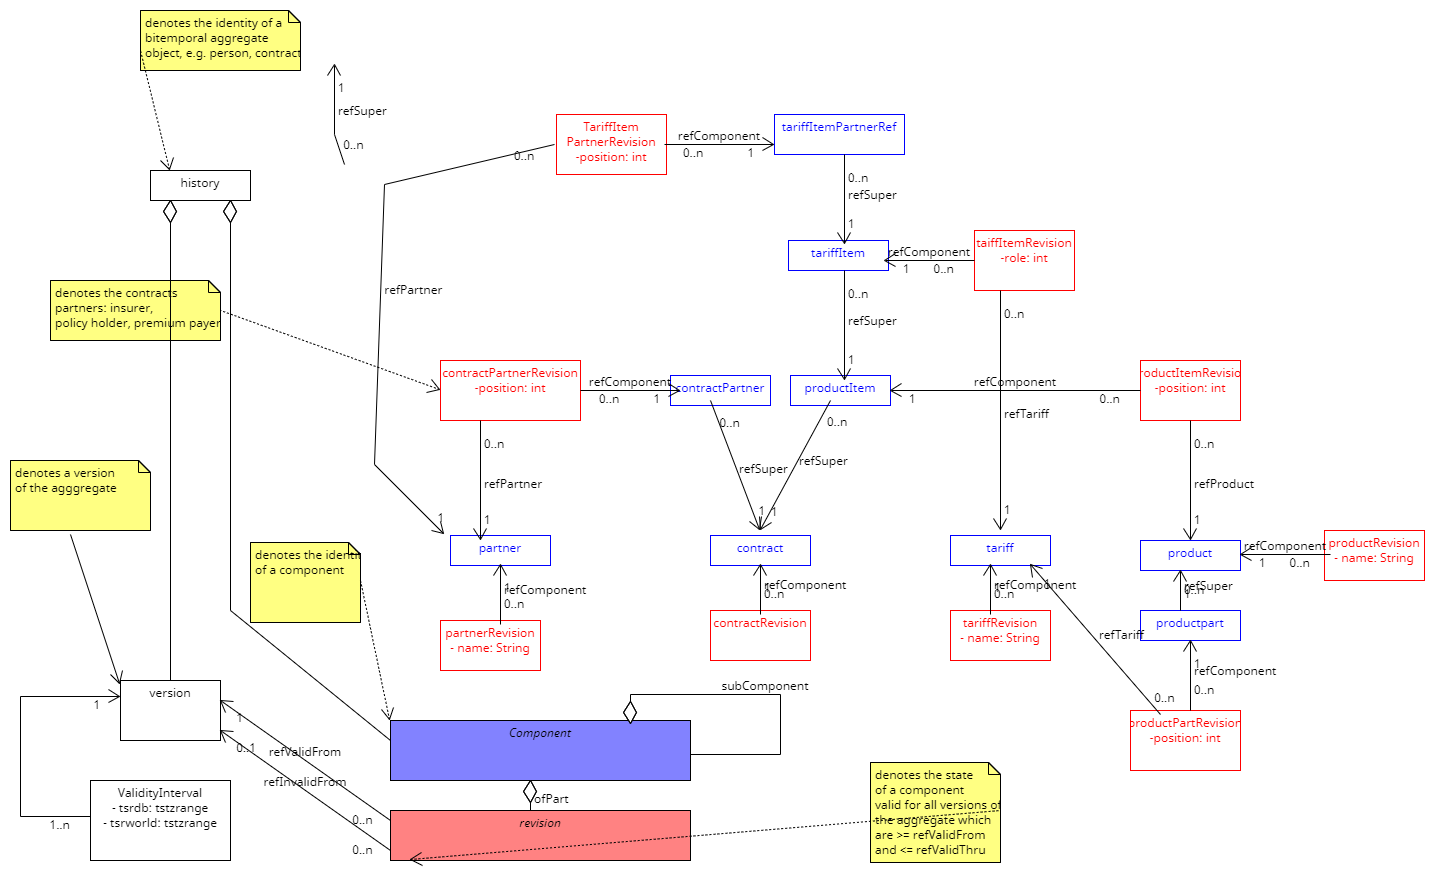 denotes the identity of a
bitemporal aggregate
object, e.g. person, contract
1
refSuper
0..n
history
TariffItem
PartnerRevision
-position: int
refComponent
0..n
1
tariffItemPartnerRef
0..n
0..n
refSuper
1
tariffItem
refComponent
1
0..n
taiffItemRevision
-role: int
refPartner
denotes the contracts
partners: insurer,
policy holder, premium payer
0..n
refSuper
1
0..n
contractPartnerRevision
-position: int
refComponent
0..n
1
contractPartner
productItem
refComponent
1
0..n
roductItemRevisio
-position: int
0..n
0..n
refTariff
0..n
refPartner
1
refSuper
refSuper
0..n
refProduct
1
denotes a version
of the agggregate
1
1
1
1
partner
contract
tariff
product
refComponent
1
0..n
productRevision
- name: String
denotes the identi
of a component
1
refComponent
0..n
partnerRevision
- name: String
1
refComponent
0..n
contractRevision
1
refComponent
0..n
tariffRevision
- name: String
1
refSuper
0..n
productpart
refTariff
1
refComponent
0..n
0..n
productPartRevision
-position: int
version
1
subComponent
Component
1
0..1
refValidFrom
refInvalidFrom
ValidityInterval
- tsrdb: tstzrange
- tsrworld: tstzrange
1..n
ofPart
0..n
0..n
revision
denotes the state
of a component
valid for all versions of
the aggregate which
are >= refValidFrom
and <= refValidThru